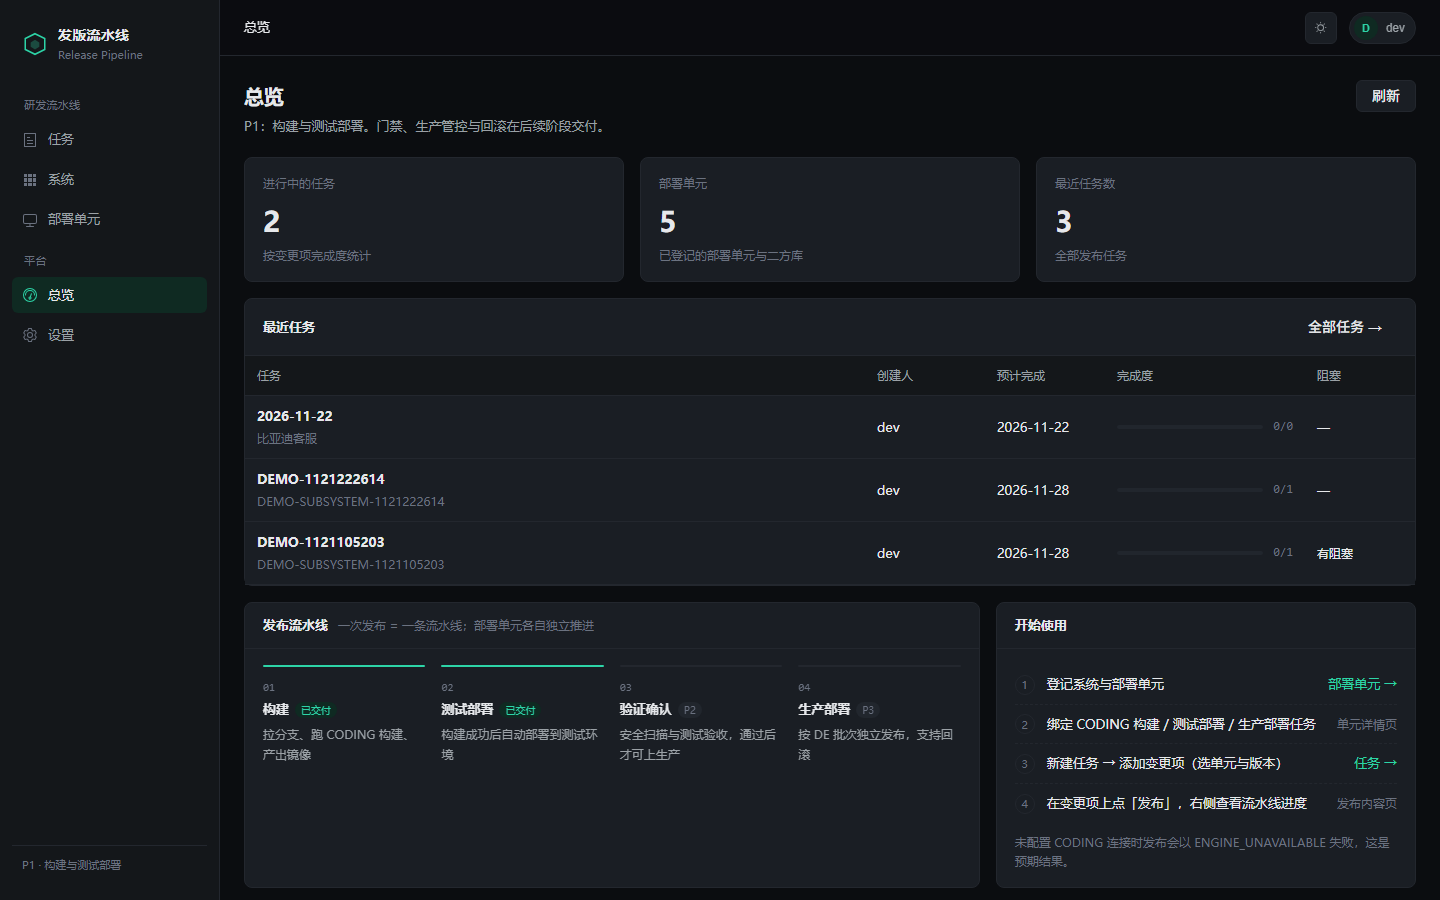 发版流水线
Release Pipeline
研发流水线
任务
系统
部署单元
平台
总览
设置
P1 · 构建与测试部署
总览
D dev
总览
刷新
P1：构建与测试部署。门禁、生产管控与回滚在后续阶段交付。
进行中的任务
2
按变更项完成度统计
部署单元
5
已登记的部署单元与二方库
最近任务数
3
全部发布任务
最近任务 全部任务 →
任务 创建人 预计完成 完成度 阻塞
2026-11-22
比亚迪客服
dev 2026-11-22 0/0 —
DEMO-1121222614
DEMO-SUBSYSTEM-1121222614
dev 2026-11-28 0/1 —
DEMO-1121105203
DEMO-SUBSYSTEM-1121105203
dev 2026-11-28 0/1 有阻塞
发布流水线 一次发布 = 一条流水线；部署单元各自独立推进
01
构建 已交付
拉分支、跑 CODING 构建、
产出镜像
02
测试部署 已交付
构建成功后自动部署到测试环
境
03
验证确认 P2
安全扫描与测试验收，通过后
才可上生产
04
生产部署 P3
按 DE 批次独立发布，支持回
滚
开始使用
1 登记系统与部署单元 部署单元 →
2 绑定 CODING 构建 / 测试部署 / 生产部署任务 单元详情页
3 新建任务 → 添加变更项（选单元与版本） 任务 →
4 在变更项上点「发布」，右侧查看流水线进度 发布内容页
未配置 CODING 连接时发布会以 ENGINE_UNAVAILABLE 失败，这是
预期结果。